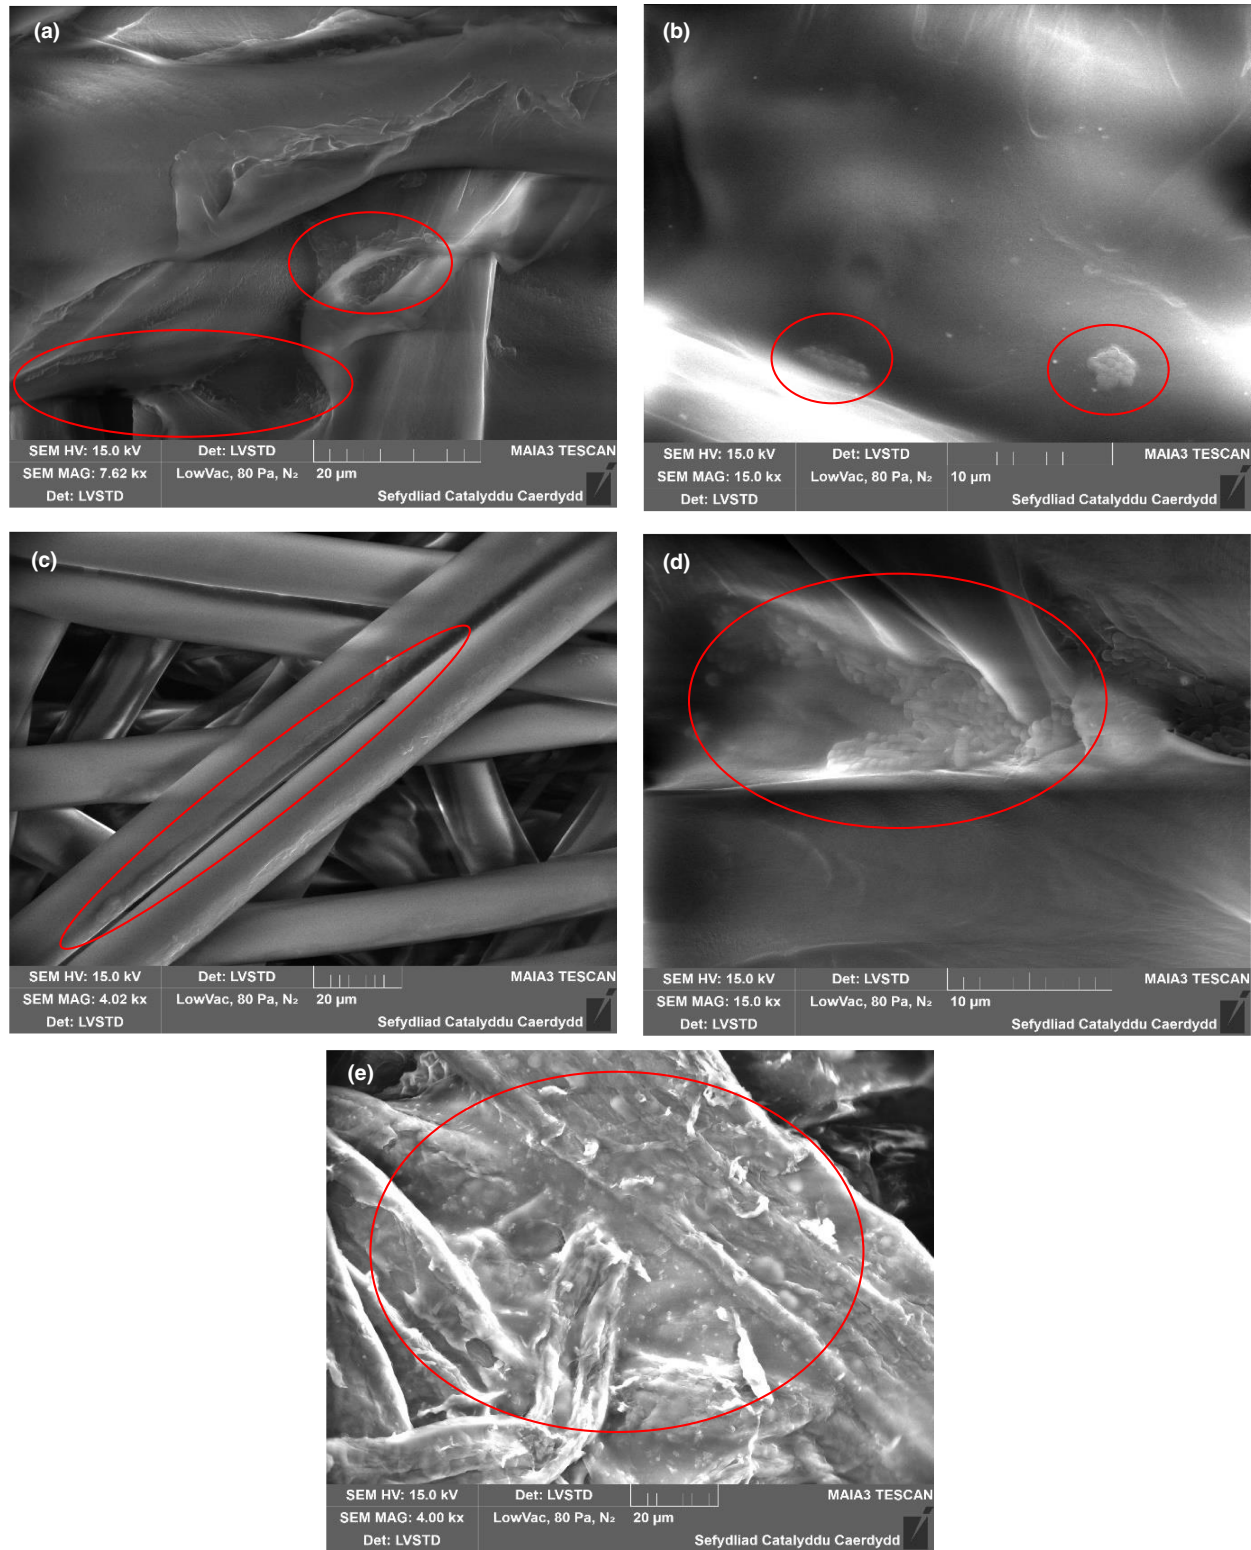 (a)
SEM HV: 15.0 kV Det: LVSTD MAIA3 TESCAN
SEM MAG: 7.62 kx LowVac, 80 Pa, N₂ 20 µm
Det: LVSTD Sefydliad Catalyddu Caerdydd
(b)
SEM HV: 15.0 kV Det: LVSTD MAIA3 TESCAN
SEM MAG: 15.0 kx LowVac, 80 Pa, N₂ 10 µm
Det: LVSTD Sefydliad Catalyddu Caerdydd
(c)
SEM HV: 15.0 kV Det: LVSTD MAIA3 TESCAN
SEM MAG: 4.02 kx LowVac, 80 Pa, N₂ 20 µm
Det: LVSTD Sefydliad Catalyddu Caerdydd
(d)
SEM HV: 15.0 kV Det: LVSTD MAIA3 TESCAN
SEM MAG: 15.0 kx LowVac, 80 Pa, N₂ 10 µm
Det: LVSTD Sefydliad Catalyddu Caerdydd
(e)
SEM HV: 15.0 kV Det: LVSTD MAIA3 TESCAN
SEM MAG: 4.00 kx LowVac, 80 Pa, N₂ 20 µm
Det: LVSTD Sefydliad Catalyddu Caerdydd